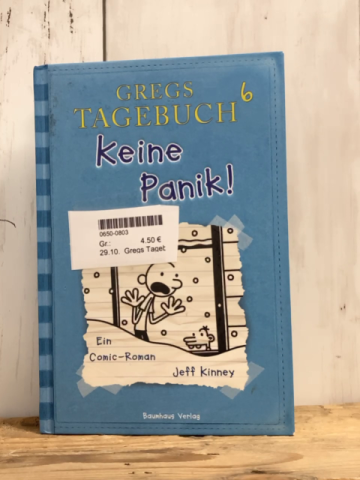 GREGS
TAGEBUCH 6
Keine
Panik!
0650-0803
Gr.: 4.50 €
29.10. Gregs Taget
Ein
Comic-Roman
Jeff Kinney
Baumhaus Verlag